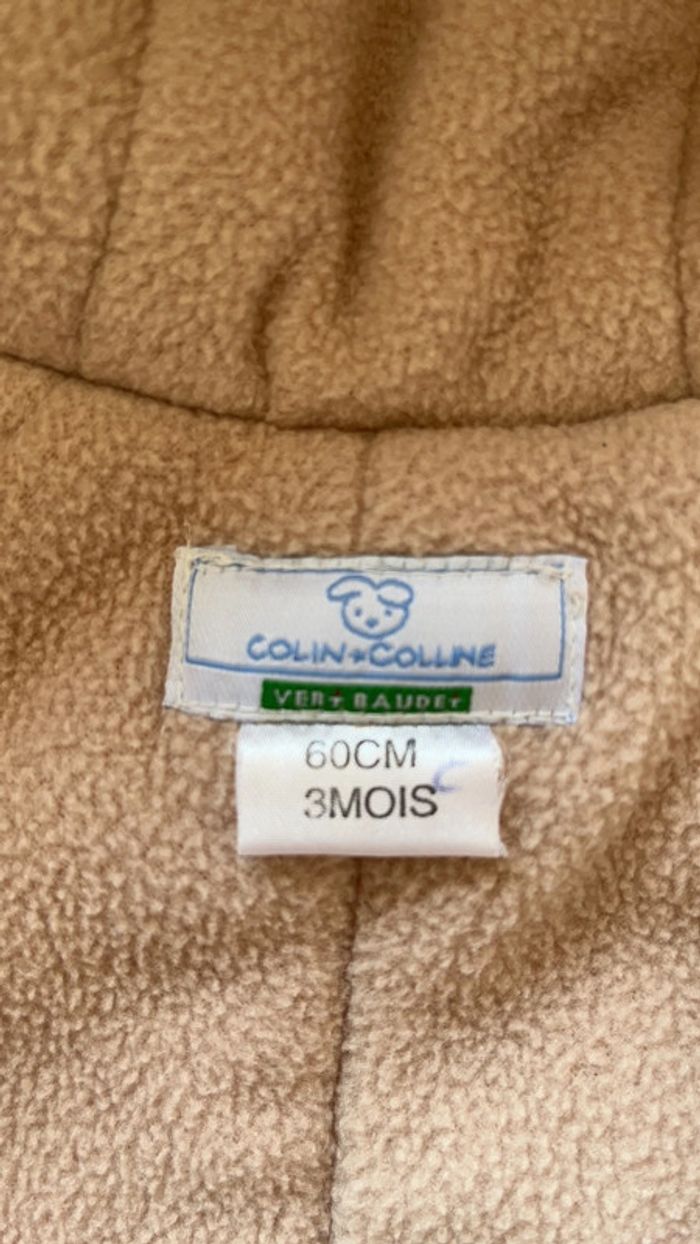 COLIN★COLLINE
VERTBAUDET
60CM
3MOIS